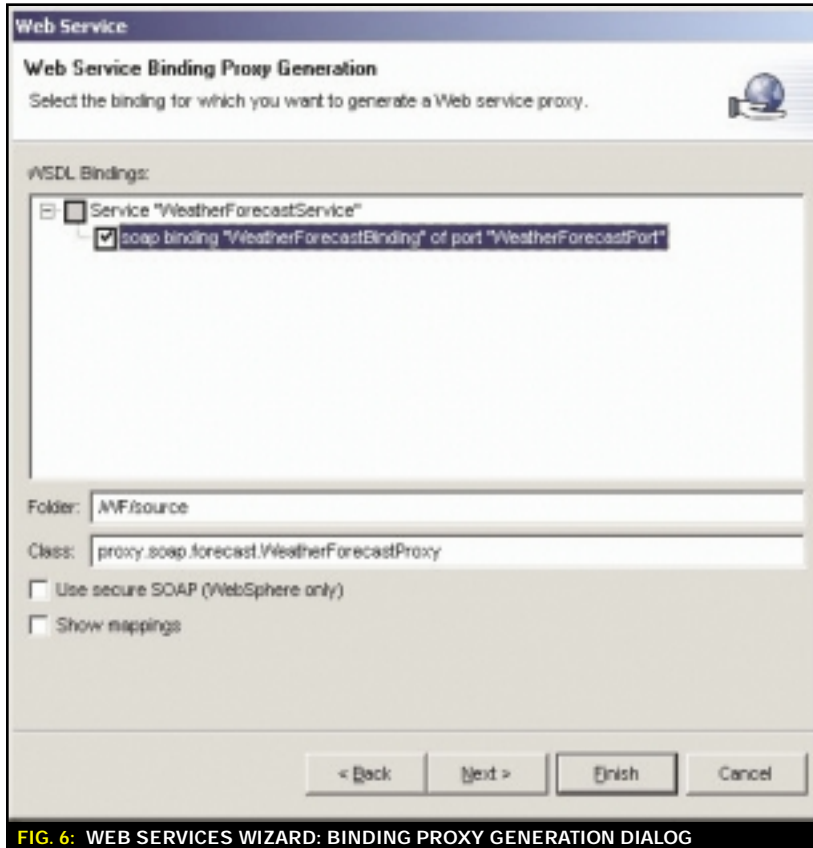 Web Service
Web Service Binding Proxy Generation
Select the binding for which you want to generate a Web service proxy.
WSDL Bindings:
Service "WeatherForecastService"
soap binding "WeatherForecastBinding" of port "WeatherForecastPort"
Folder: /WF/source
Class: proxy.soap.forecast.WeatherForecastProxy
Use secure SOAP (WebSphere only)
Show mappings
< Back Next > Finish Cancel
FIG. 6: WEB SERVICES WIZARD: BINDING PROXY GENERATION DIALOG